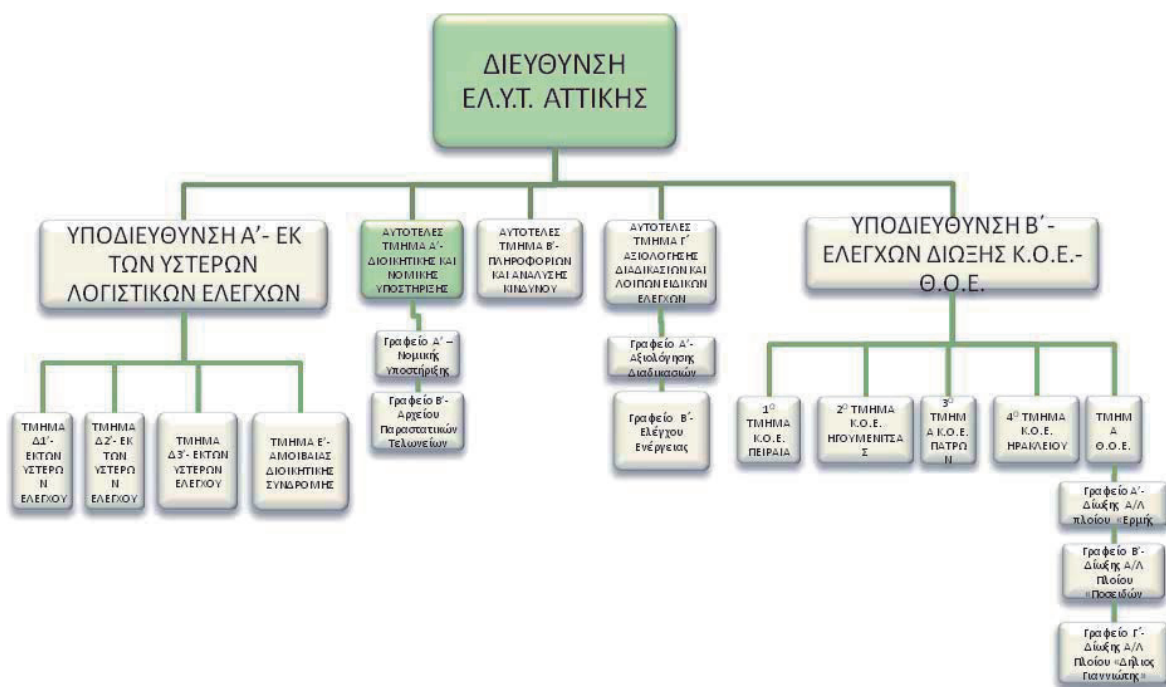 ΔΙΕΥΘΥΝΣΗ
ΕΛ.Υ.Τ. ΑΤΤΙΚΗΣ
ΥΠΟΔΙΕΥΘΥΝΣΗ Α΄- ΕΚ
ΤΩΝ ΥΣΤΕΡΩΝ
ΛΟΓΙΣΤΙΚΩΝ ΕΛΕΓΧΩΝ
ΑΥΤΟΤΕΛΕΣ
ΤΜΗΜΑ Α΄-
ΔΙΟΙΚΗΤΙΚΗΣ ΚΑΙ
ΝΟΜΙΚΗΣ
ΥΠΟΣΤΗΡΙΞΗΣ
ΑΥΤΟΤΕΛΕΣ
ΤΜΗΜΑ Β΄-
ΠΛΗΡΟΦΟΡΙΩΝ
ΚΑΙ ΑΝΑΛΥΣΗΣ
ΚΙΝΔΥΝΟΥ
ΑΥΤΟΤΕΛΕΣ
ΤΜΗΜΑ Γ΄
ΑΞΙΟΛΟΓΗΣΗΣ
ΔΙΑΔΙΚΑΣΙΩΝ ΚΑΙ
ΛΟΙΠΩΝ ΕΙΔΙΚΩΝ
ΕΛΕΓΧΩΝ
ΥΠΟΔΙΕΥΘΥΝΣΗ Β΄-
ΕΛΕΓΧΩΝ ΔΙΩΞΗΣ Κ.Ο.Ε.-
Θ.Ο.Ε.
Γραφείο Α΄ –
Νομικής
Υποστήριξης
Γραφείο Β΄-
Αρχείου
Παραστατικών
Τελωνείων
Γραφείο Α΄-
Αξιολόγησης
Διαδικασιών
Γραφείο Β΄-
Ελέγχου
Ενέργειας
ΤΜΗΜΑ
Δ1΄-
ΕΚΤΩΝ
ΥΣΤΕΡΩ
Ν
ΕΛΕΓΧΟΥ
ΤΜΗΜΑ
Δ2΄- ΕΚ
ΤΩΝ
ΥΣΤΕΡΩ
Ν
ΕΛΕΓΧΟΥ
ΤΜΗΜΑ
Δ3΄- ΕΚΤΩΝ
ΥΣΤΕΡΩΝ
ΕΛΕΓΧΟΥ
ΤΜΗΜΑ Ε΄-
ΑΜΟΙΒΑΙΑΣ
ΔΙΟΙΚΗΤΙΚΗΣ
ΣΥΝΔΡΟΜΗΣ
1Ο
ΤΜΗΜΑ
Κ.Ο.Ε.
ΠΕΙΡΑΙΑ
2Ο ΤΜΗΜΑ
Κ.Ο.Ε.
ΗΓΟΥΜΕΝΙΤΣΑ
Σ
3Ο
ΤΜΗΜ
Α Κ.Ο.Ε.
ΠΑΤΡΩΝ
4Ο ΤΜΗΜΑ
Κ.Ο.Ε.
ΗΡΑΚΛΕΙΟΥ
ΤΜΗΜ
Α
Θ.Ο.Ε.
Γραφείο Α΄-
Δίωξης Α/Λ
πλοίου «Ερμής
Γραφείο Β΄-
Δίωξης Α/Λ
Πλοίου
«Ποσειδών
Γραφείο Γ΄-
Δίωξης Α/Λ
Πλοίου «Δήλιος
Γιαννιώτης»